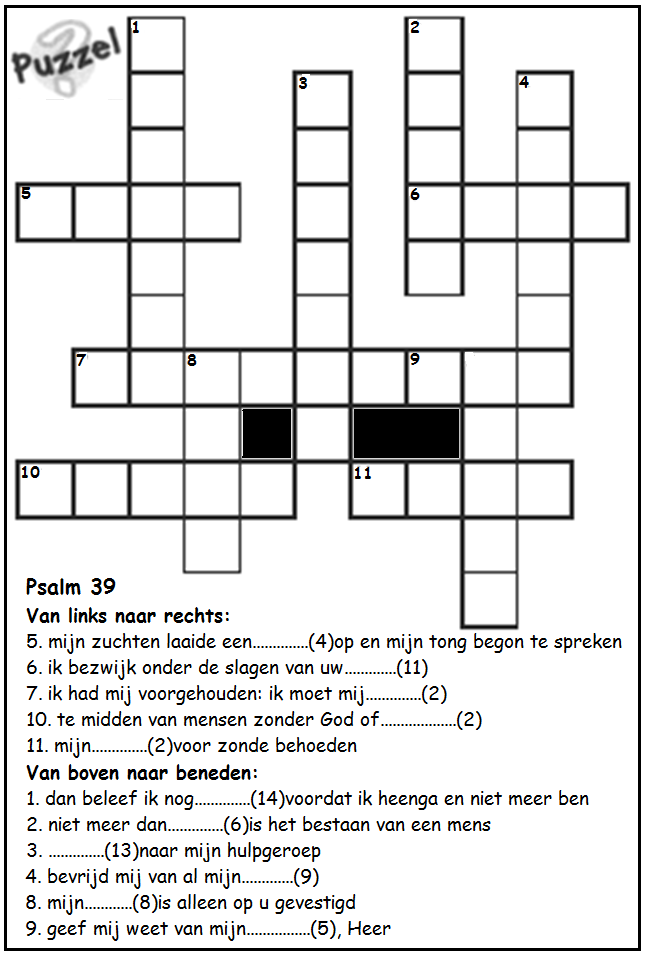 Puzzel
1
2
3
4
5
6
7
8
9
10
11
Psalm 39
Van links naar rechts:
5. mijn zuchten laaide een.............(4)op en mijn tong begon te spreken
6. ik bezwijk onder de slagen van uw............(11)
7. ik had mij voorgehouden: ik moet mij.............(2)
10. te midden van mensen zonder God of..................(2)
11. mijn..............(2)voor zonde behoeden
Van boven naar beneden:
1. dan beleef ik nog.............(14)voordat ik heenga en niet meer ben
2. niet meer dan.............(6)is het bestaan van een mens
3. .............(13)naar mijn hulpgeroep
4. bevrijd mij van al mijn............(9)
8. mijn............(8)is alleen op u gevestigd
9. geef mij weet van mijn................(5), Heer